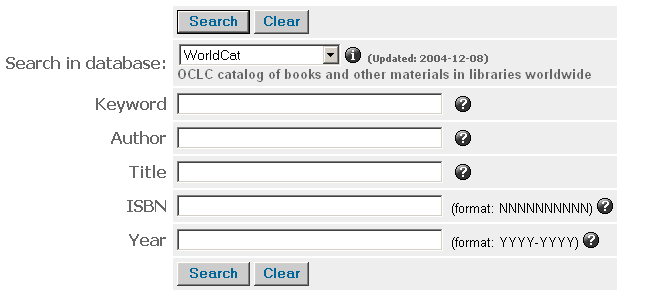 Search Clear
Search in database: WorldCat (Updated: 2004-12-08)
OCLC catalog of books and other materials in libraries worldwide
Keyword ?
Author ?
Title ?
ISBN (format: NNNNNNNNNN) ?
Year (format: YYYY-YYYY) ?
Search Clear